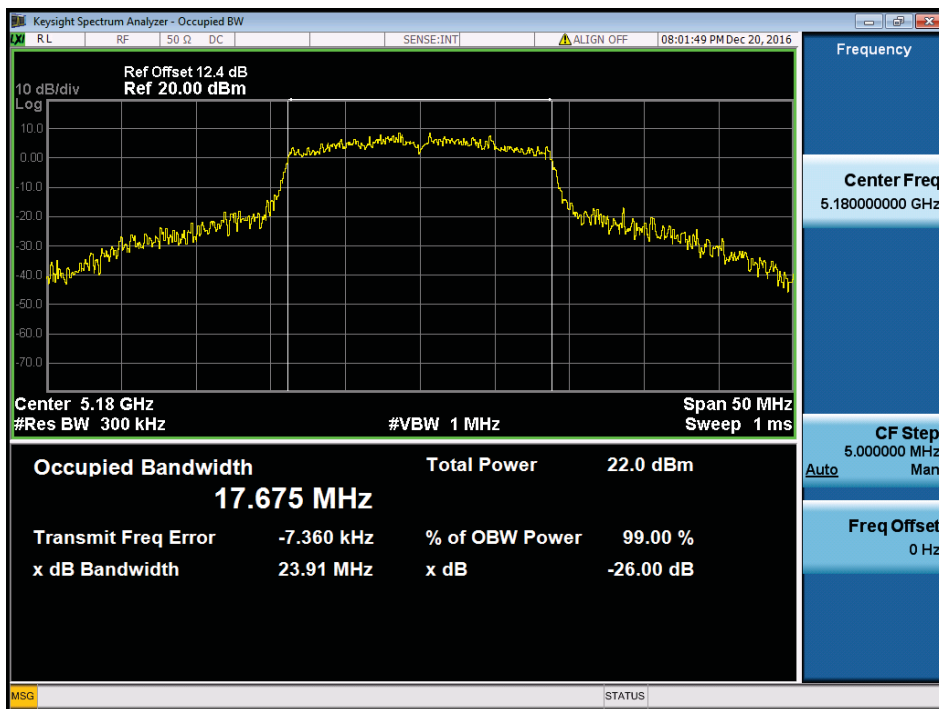 Keysight Spectrum Analyzer - Occupied BW
LXI RL RF 50 Ω DC SENSE:INT ALIGN OFF 08:01:49 PM Dec 20, 2016
Frequency
Ref Offset 12.4 dB
10 dB/div Ref 20.00 dBm
Log
10.0
0.00
-10.0
-20.0
-30.0
-40.0
-50.0
-60.0
-70.0
Center 5.18 GHz Span 50 MHz
#Res BW 300 kHz #VBW 1 MHz Sweep 1 ms
Center Freq
5.180000000 GHz
CF Step
5.000000 MHz
Auto Man
Freq Offset
0 Hz
Occupied Bandwidth Total Power 22.0 dBm
17.675 MHz
Transmit Freq Error -7.360 kHz % of OBW Power 99.00 %
x dB Bandwidth 23.91 MHz x dB -26.00 dB
MSG STATUS